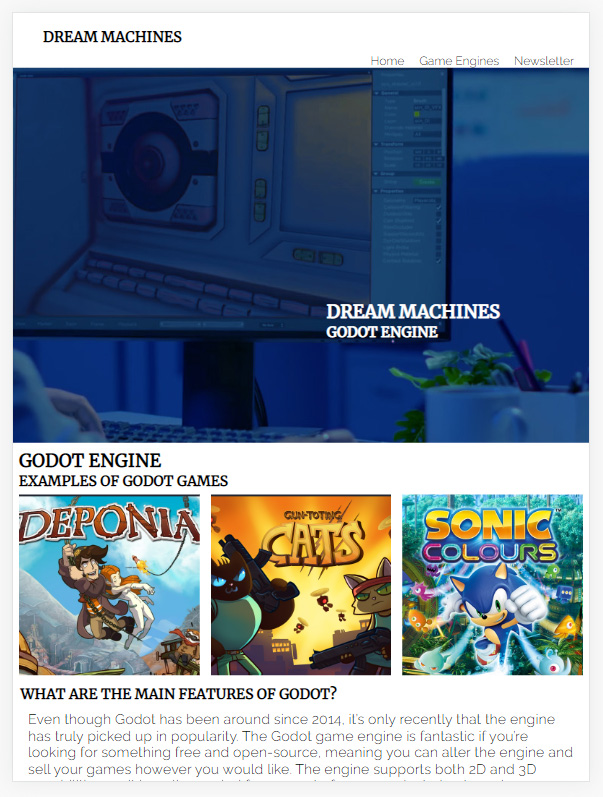 DREAM MACHINES
Home Game Engines Newsletter
DREAM MACHINES
GODOT ENGINE
GODOT ENGINE
EXAMPLES OF GODOT GAMES
DEPONIA
GUN-TOTING
CATS
SONIC
COLOURS
WHAT ARE THE MAIN FEATURES OF GODOT?
Even though Godot has been around since 2014, it's only recently that the engine
has truly picked up in popularity. The Godot game engine is fantastic if you're
looking for something free and open-source, meaning you can alter the engine and
sell your games however you would like. The engine supports both 2D and 3D